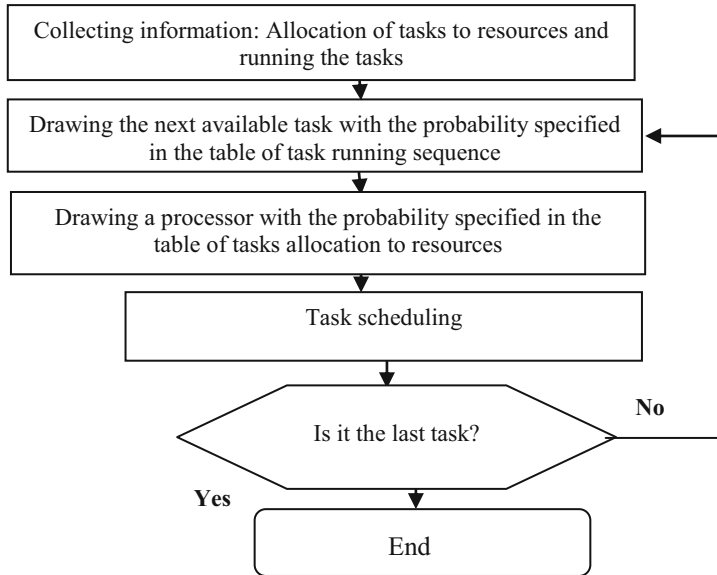 Collecting information: Allocation of tasks to resources and
running the tasks
Drawing the next available task with the probability specified
in the table of task running sequence
Drawing a processor with the probability specified in the
table of tasks allocation to resources
Task scheduling
Is it the last task?
No
Yes
End